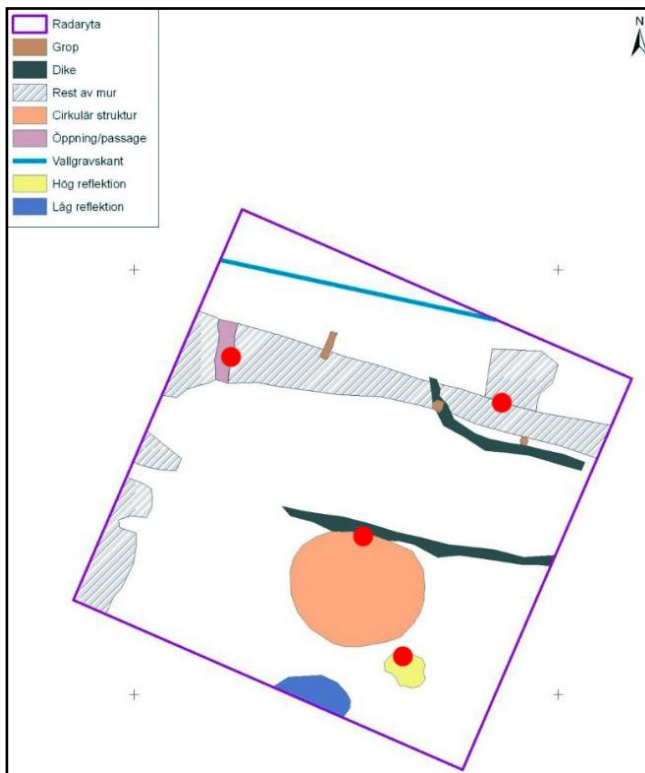 Radaryta
Grop
Dike
Rest av mur
Cirkulär struktur
Öppning/passage
Vallgravskant
Hög reflektion
Låg reflektion
N